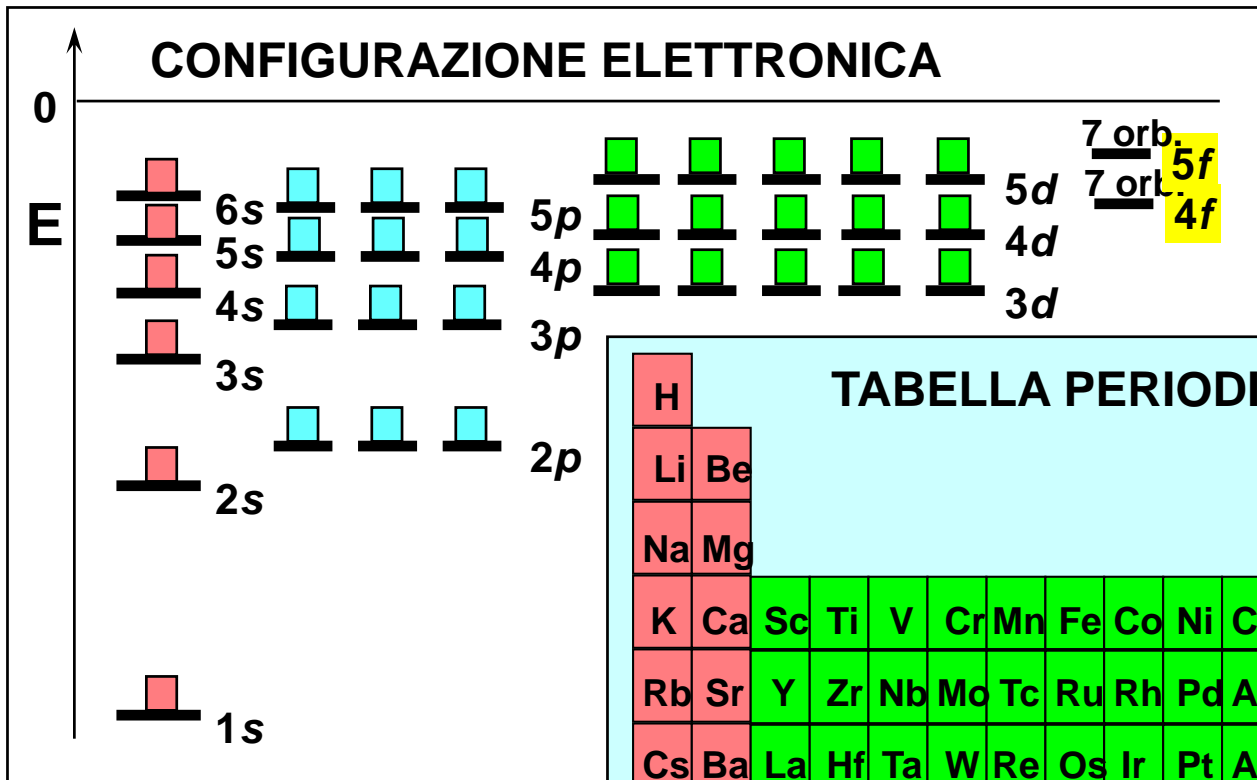 CONFIGURAZIONE ELETTRONICA
0
E
7 orb.
5f
7 orb.
4f
6s
5p
5d
5s
4p
4d
4s
3p
3d
3s
2p
2s
1s
TABELLA PERIODI
H
Li Be
Na Mg
K Ca Sc Ti V Cr Mn Fe Co Ni C
Rb Sr Y Zr Nb Mo Tc Ru Rh Pd A
Cs Ba La Hf Ta W Re Os Ir Pt A